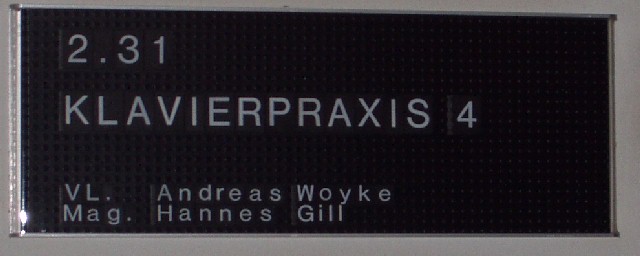 2.31
KLAVIERPRAXIS 4
VL. Andreas Woyke
Mag. Hannes Gill